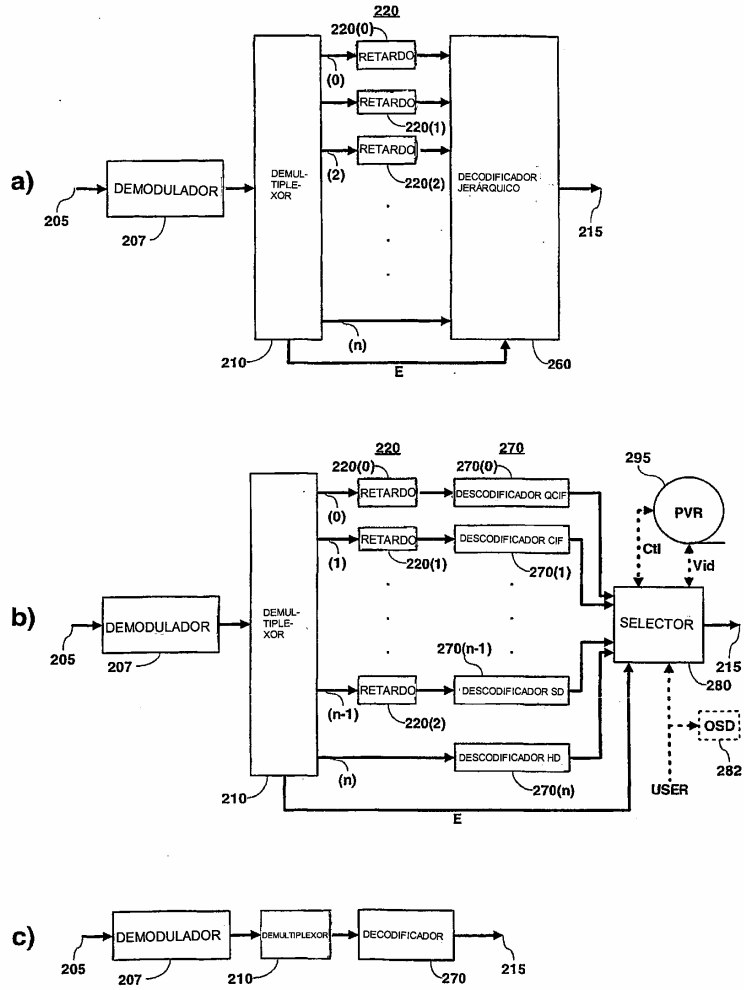 220
220(0)
RETARDO
(0)
RETARDO
220(1)
RETARDO
(2)
220(2)
a)
205
DEMODULADOR
207
DEMUL-
TIPLE-
XOR
DECODIFICADOR
JERÁRQUICO
215
(n)
210
E
260
220
270
220(0)
270(0)
RETARDO
DESCODIFICADOR QCIF
(0)
RETARDO
DESCODIFICADOR CIF
(1)
220(1)
270(1)
295
PVR
Ctl
Vid
b)
205
DEMODULADOR
207
DEMUL-
TIPLE-
XOR
SELECTOR
215
280
270(n-1)
RETARDO
DESCODIFICADOR SD
(n-1)
220(2)
OSD
282
DESCODIFICADOR HD
(n)
270(n)
USER
210
E
c)
205
DEMODULADOR
207
DEMULTIPLEXOR
210
DECODIFICADOR
270
215